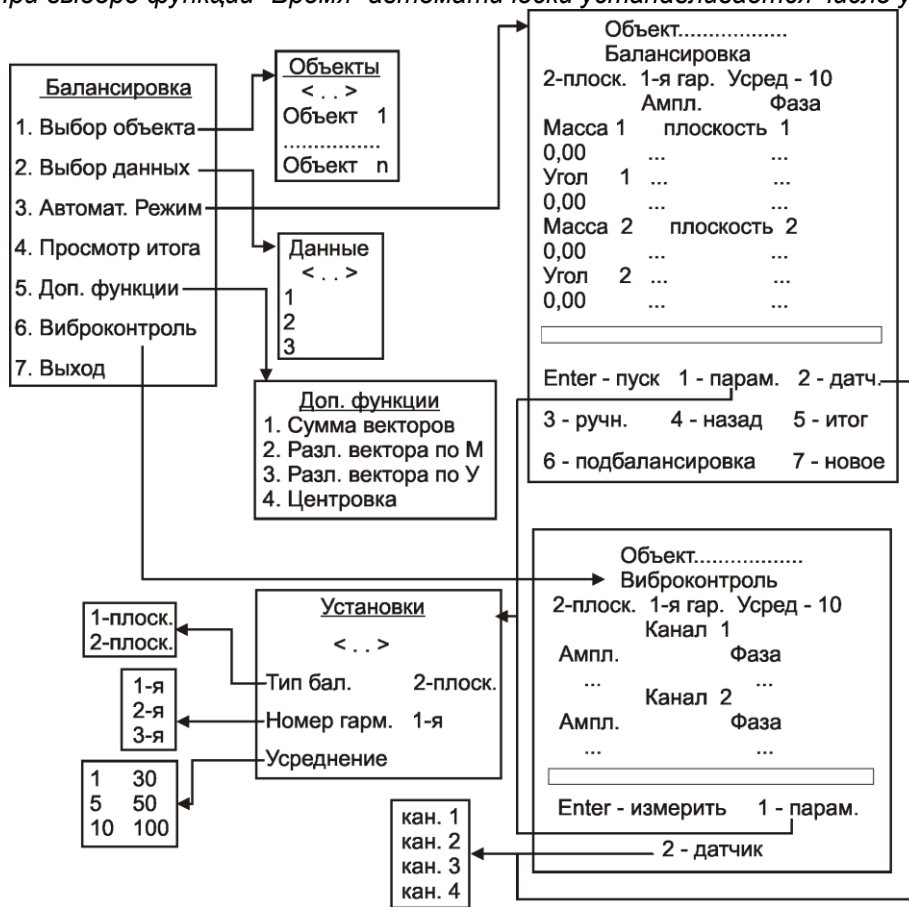 при выборе функции "Время" автоматически устанавливается число у
Балансировка
1. Выбор объекта
2. Выбор данных
3. Автомат. Режим
4. Просмотр итога
5. Доп. функции
6. Виброконтроль
7. Выход
Объекты
< . . >
Объект 1
................
Объект n
Данные
< . . >
1
2
3
Доп. функции
1. Сумма векторов
2. Разл. вектора по М
3. Разл. вектора по У
4. Центровка
Объект..................
Балансировка
2-плоск. 1-я гар. Усред - 10
Ампл. Фаза
Масса 1 плоскость 1
0,00 ... ...
Угол 1 ... ...
0,00 ... ...
Масса 2 плоскость 2
0,00 ... ...
Угол 2 ... ...
0,00 ... ...
Enter - пуск 1 - парам. 2 - датч.
3 - ручн. 4 - назад 5 - итог
6 - подбалансировка 7 - новое
Установки
< . . >
Тип бал. 2-плоск.
Номер гарм. 1-я
Усреднение
1-плоск.
2-плоск.
1-я
2-я
3-я
1 30
5 50
10 100
Объект..................
Виброконтроль
2-плоск. 1-я гар. Усред - 10
Канал 1
Ампл. Фаза
... ...
Канал 2
Ампл. Фаза
... ...
Enter - измерить 1 - парам.
2 - датчик
кан. 1
кан. 2
кан. 3
кан. 4